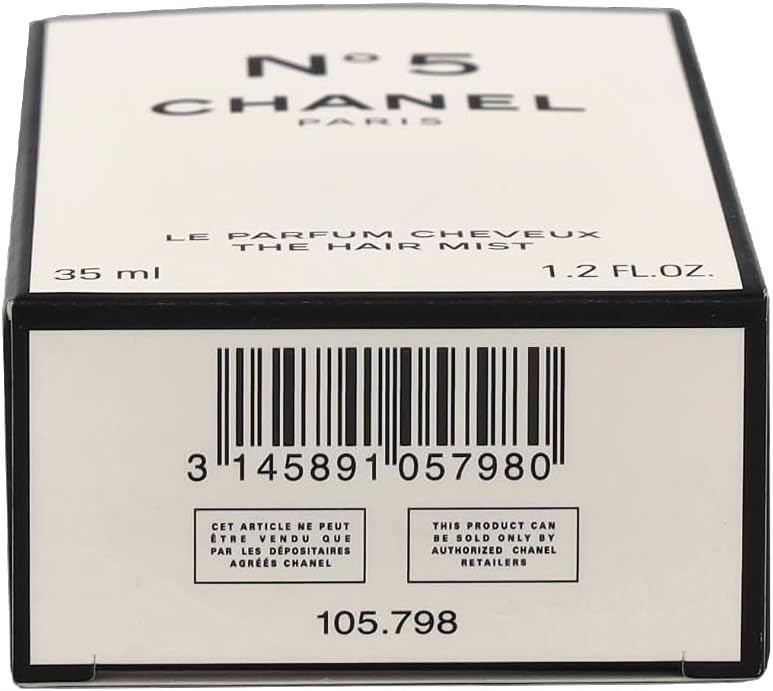 N° 5
CHANEL
PARIS
LE PARFUM CHEVEUX
THE HAIR MIST
35 ml
1.2 FL.OZ.
3 145891 057980
CET ARTICLE NE PEUT
ÊTRE VENDU QUE
PAR LES DÉPOSITAIRES
AGRÉÉS CHANEL
THIS PRODUCT CAN
BE SOLD ONLY BY
AUTHORIZED CHANEL
RETAILERS
105.798